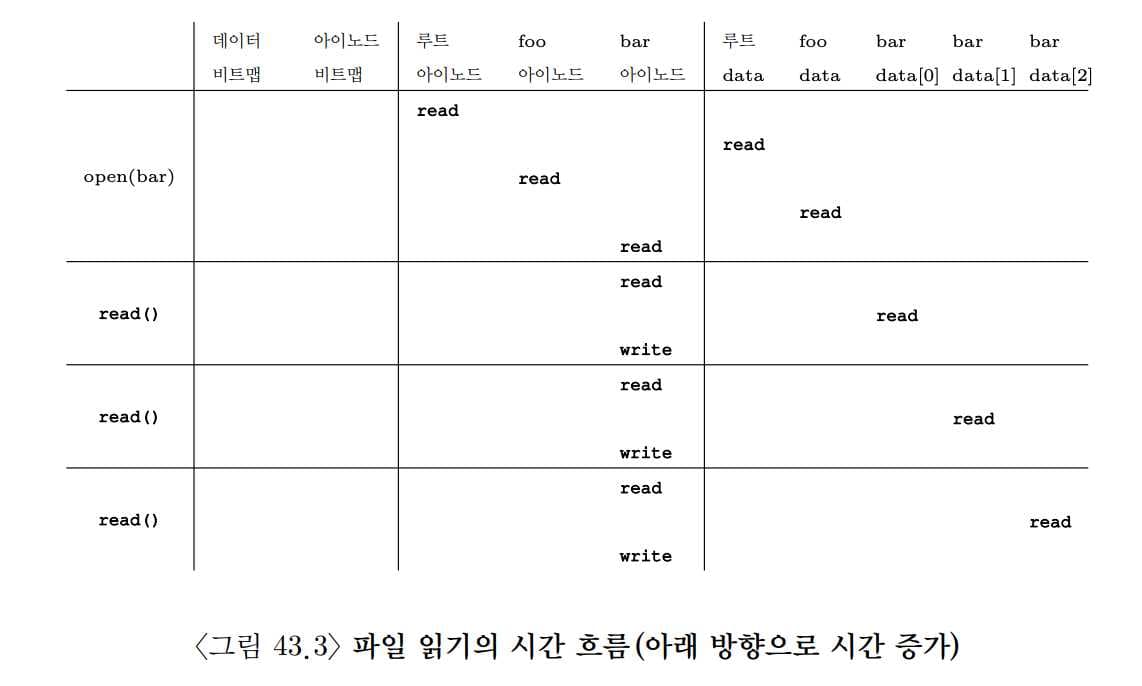 데이터 아이노드 루트 foo bar 루트 foo bar bar bar
비트맵 비트맵 아이노드 아이노드 아이노드 data data data[0] data[1] data[2]
read
read
open(bar) read
read
read
read
read() read
write
read
read() read
write
read
read() read
write
〈그림 43.3〉 파일 읽기의 시간 흐름(아래 방향으로 시간 증가)